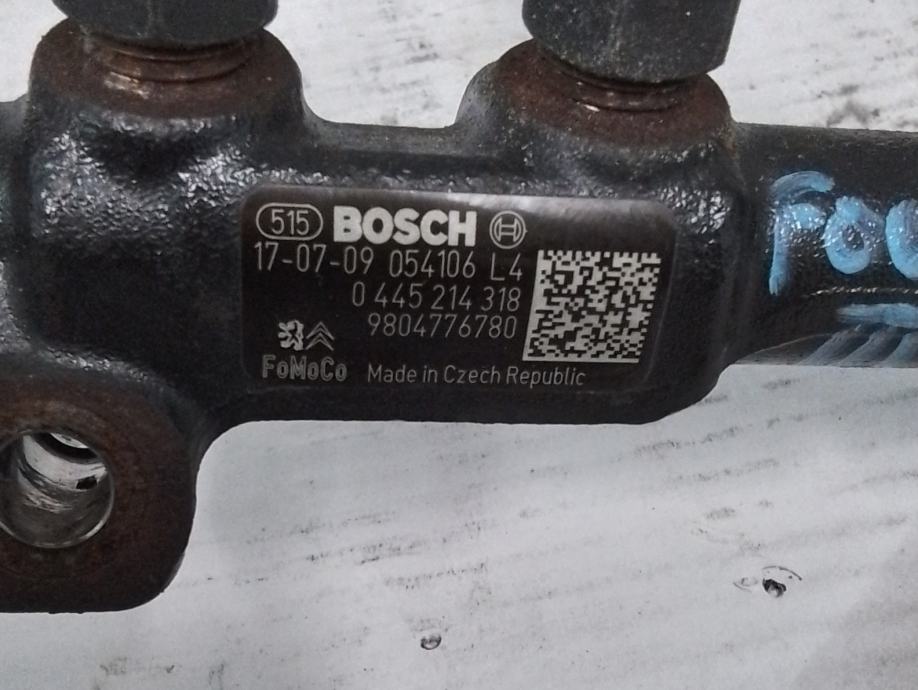 515 BOSCH
17-07-09 054106 L4
0 445 214 318
9804776780
FoMoCo Made in Czech Republic